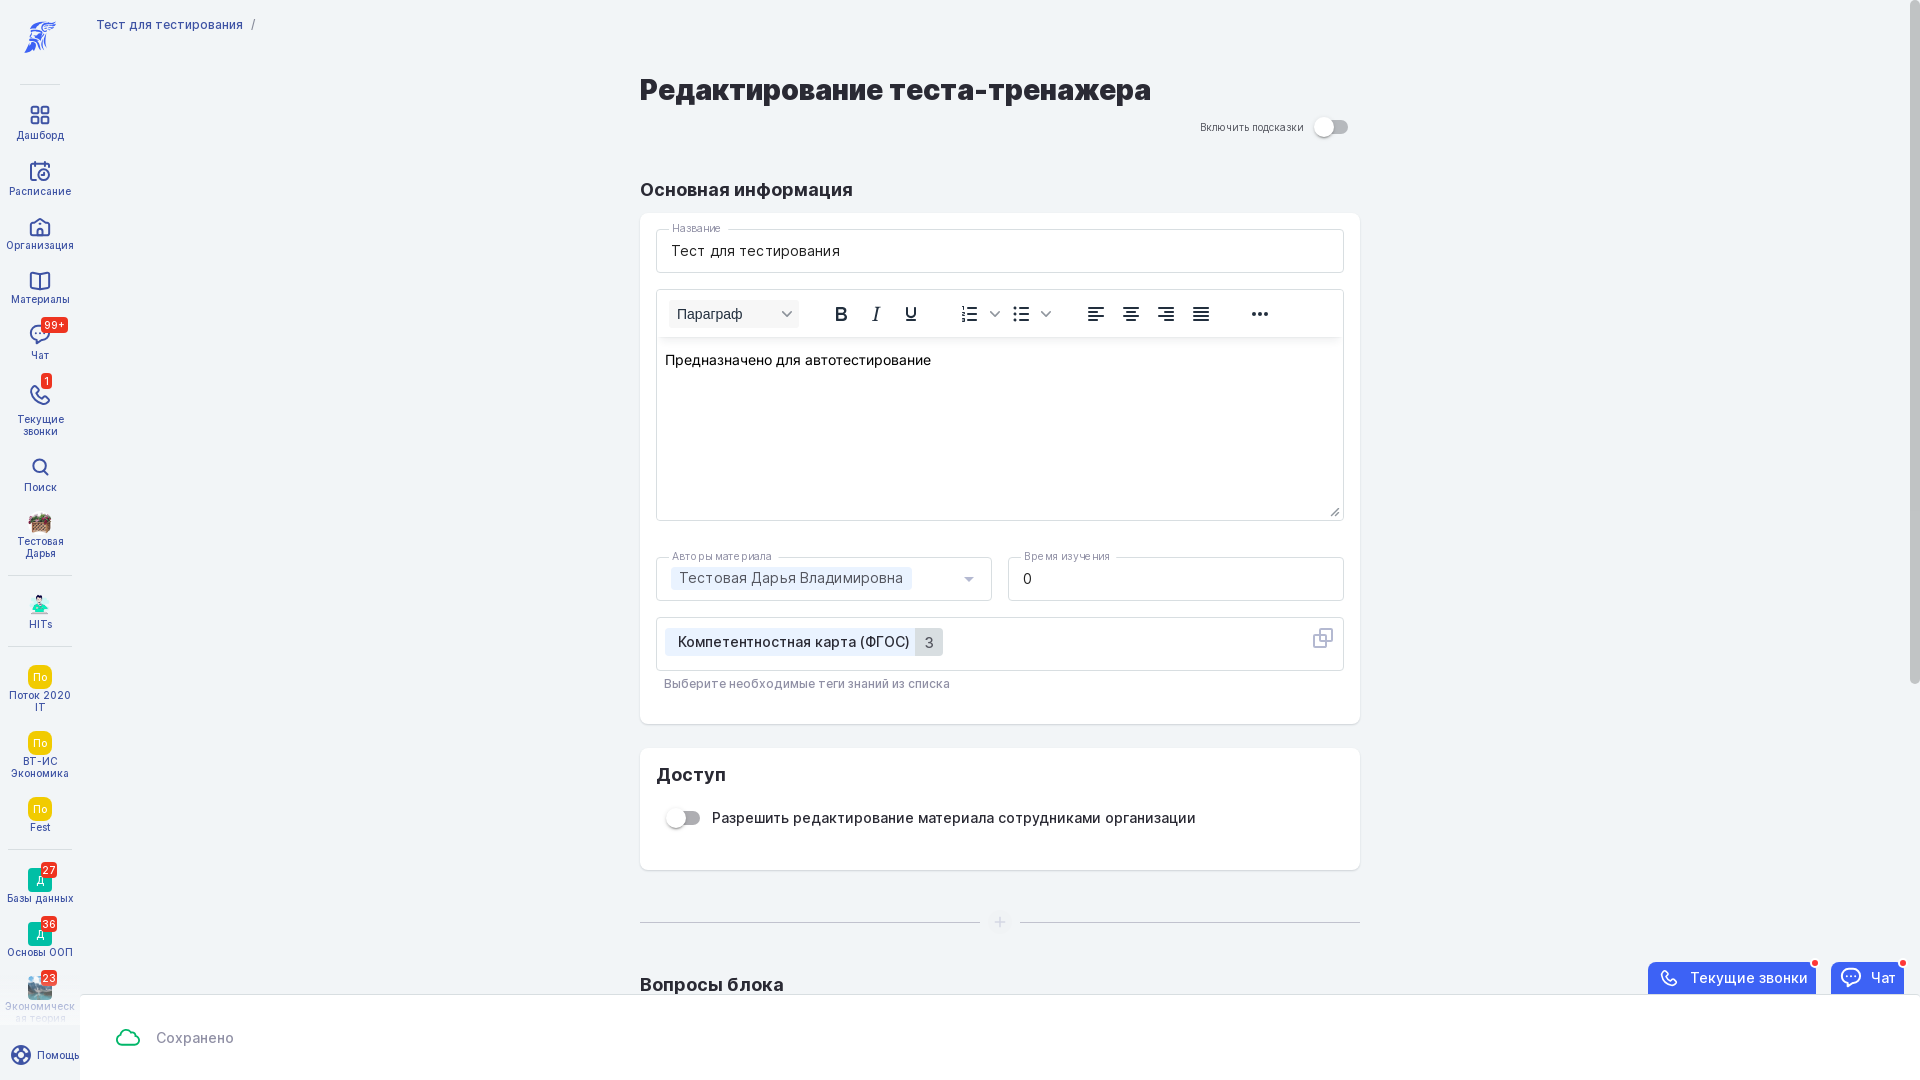 Тест для тестирования /
Дашборд
Расписание
Организация
Материалы
99+
Чат
1
Текущие
звонки
Поиск
Тестовая
Дарья
HITs
По
Поток 2020
IT
По
ВТ-ИС
Экономика
По
Fest
27
Д
Базы данных
36
Д
Основы ООП
23
Экономическ
ая теория
Помощь
Редактирование теста-тренажера
Включить подсказки
Основная информация
Название
Тест для тестирования
Параграф
B I U
Предназначено для автотестирование
Авторы материала
Тестовая Дарья Владимировна
Время изучения
0
Компетентностная карта (ФГОС) 3
Выберите необходимые теги знаний из списка
Доступ
Разрешить редактирование материала сотрудниками организации
Вопросы блока
Текущие звонки
Чат
Сохранено